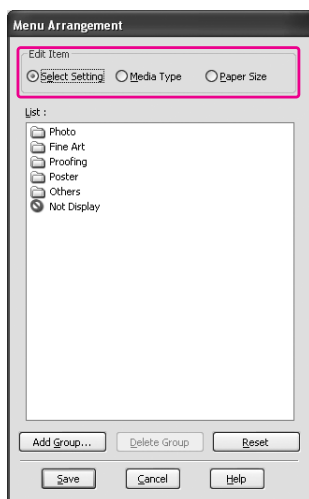 Menu Arrangement
Edit Item
Select Setting Media Type Paper Size
List :
Photo
Fine Art
Proofing
Poster
Others
Not Display
Add Group... Delete Group Reset
Save Cancel Help